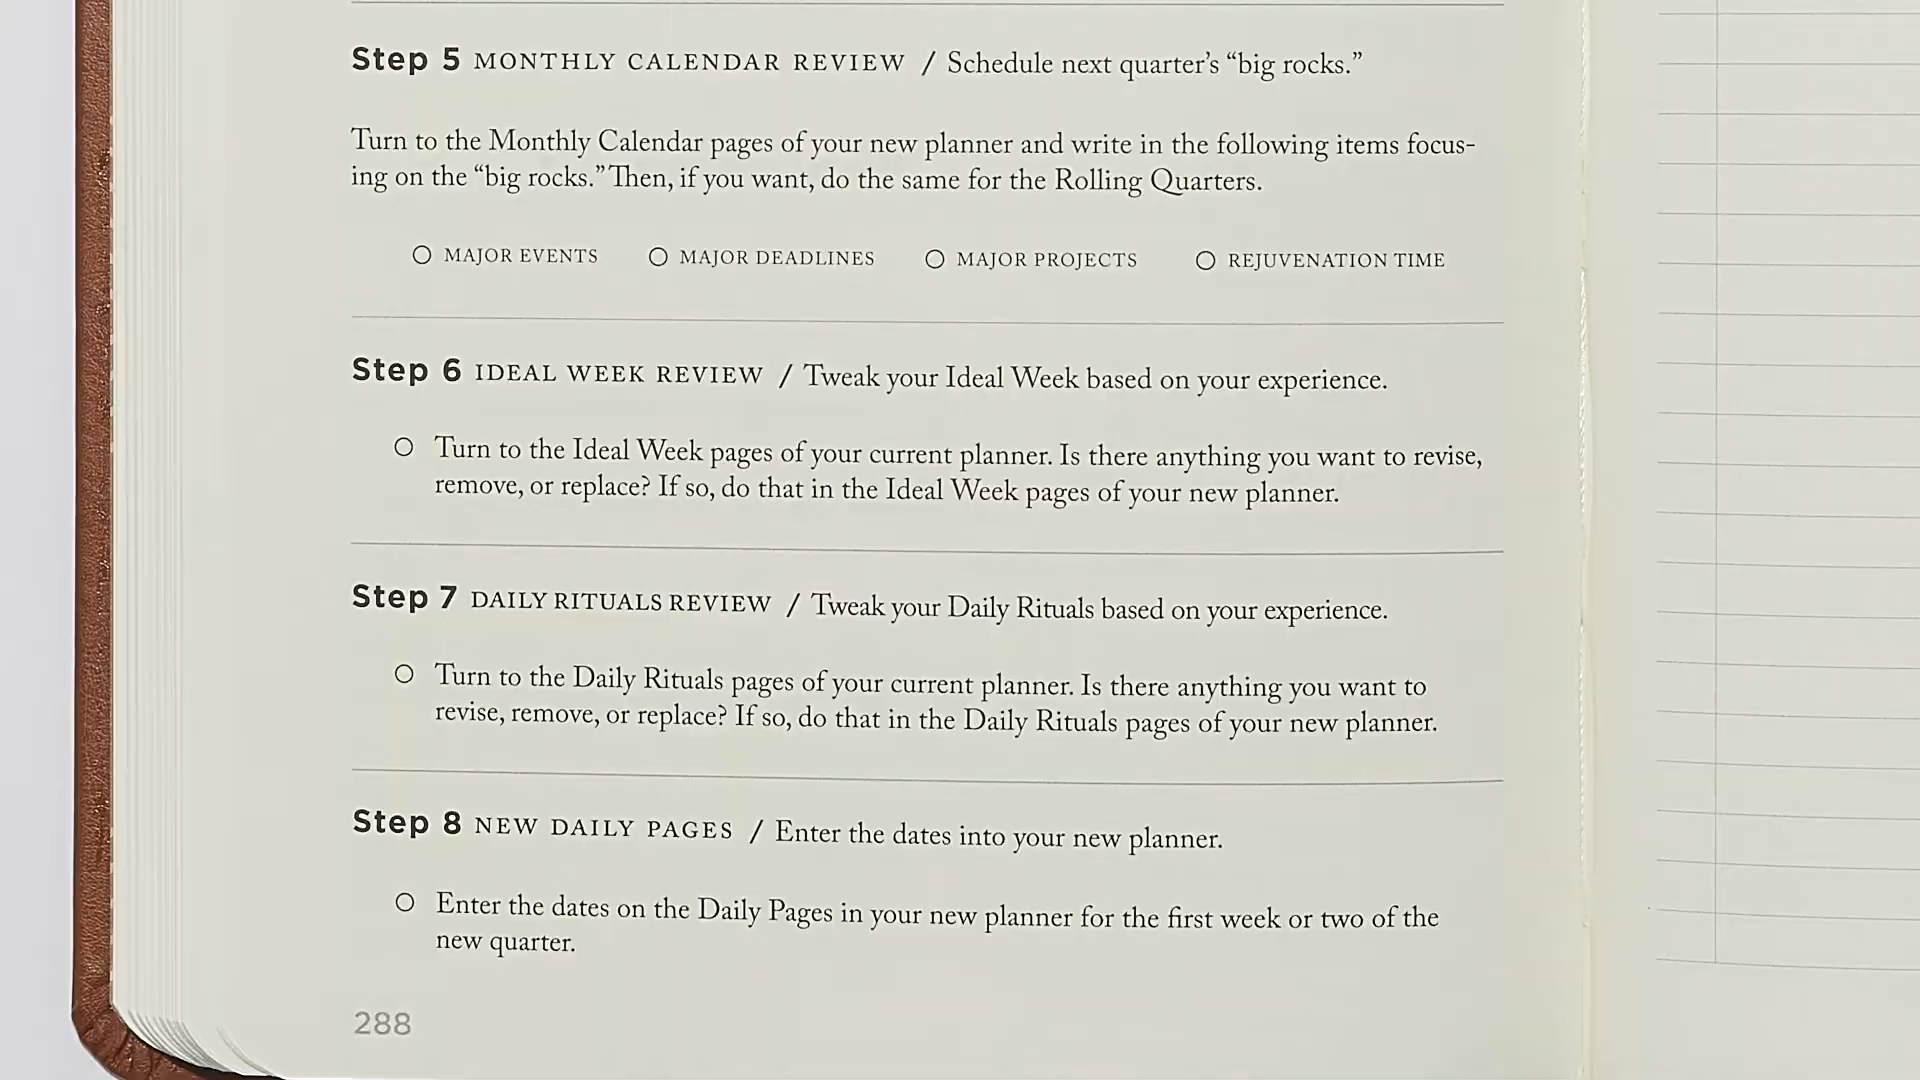 Step 5 MONTHLY CALENDAR REVIEW / Schedule next quarter’s “big rocks.”
Turn to the Monthly Calendar pages of your new planner and write in the following items focus-
ing on the “big rocks.” Then, if you want, do the same for the Rolling Quarters.
MAJOR EVENTS MAJOR DEADLINES MAJOR PROJECTS REJUVENATION TIME
Step 6 IDEAL WEEK REVIEW / Tweak your Ideal Week based on your experience.
Turn to the Ideal Week pages of your current planner. Is there anything you want to revise,
remove, or replace? If so, do that in the Ideal Week pages of your new planner.
Step 7 DAILY RITUALS REVIEW / Tweak your Daily Rituals based on your experience.
Turn to the Daily Rituals pages of your current planner. Is there anything you want to
revise, remove, or replace? If so, do that in the Daily Rituals pages of your new planner.
Step 8 NEW DAILY PAGES / Enter the dates into your new planner.
Enter the dates on the Daily Pages in your new planner for the first week or two of the
new quarter.
288